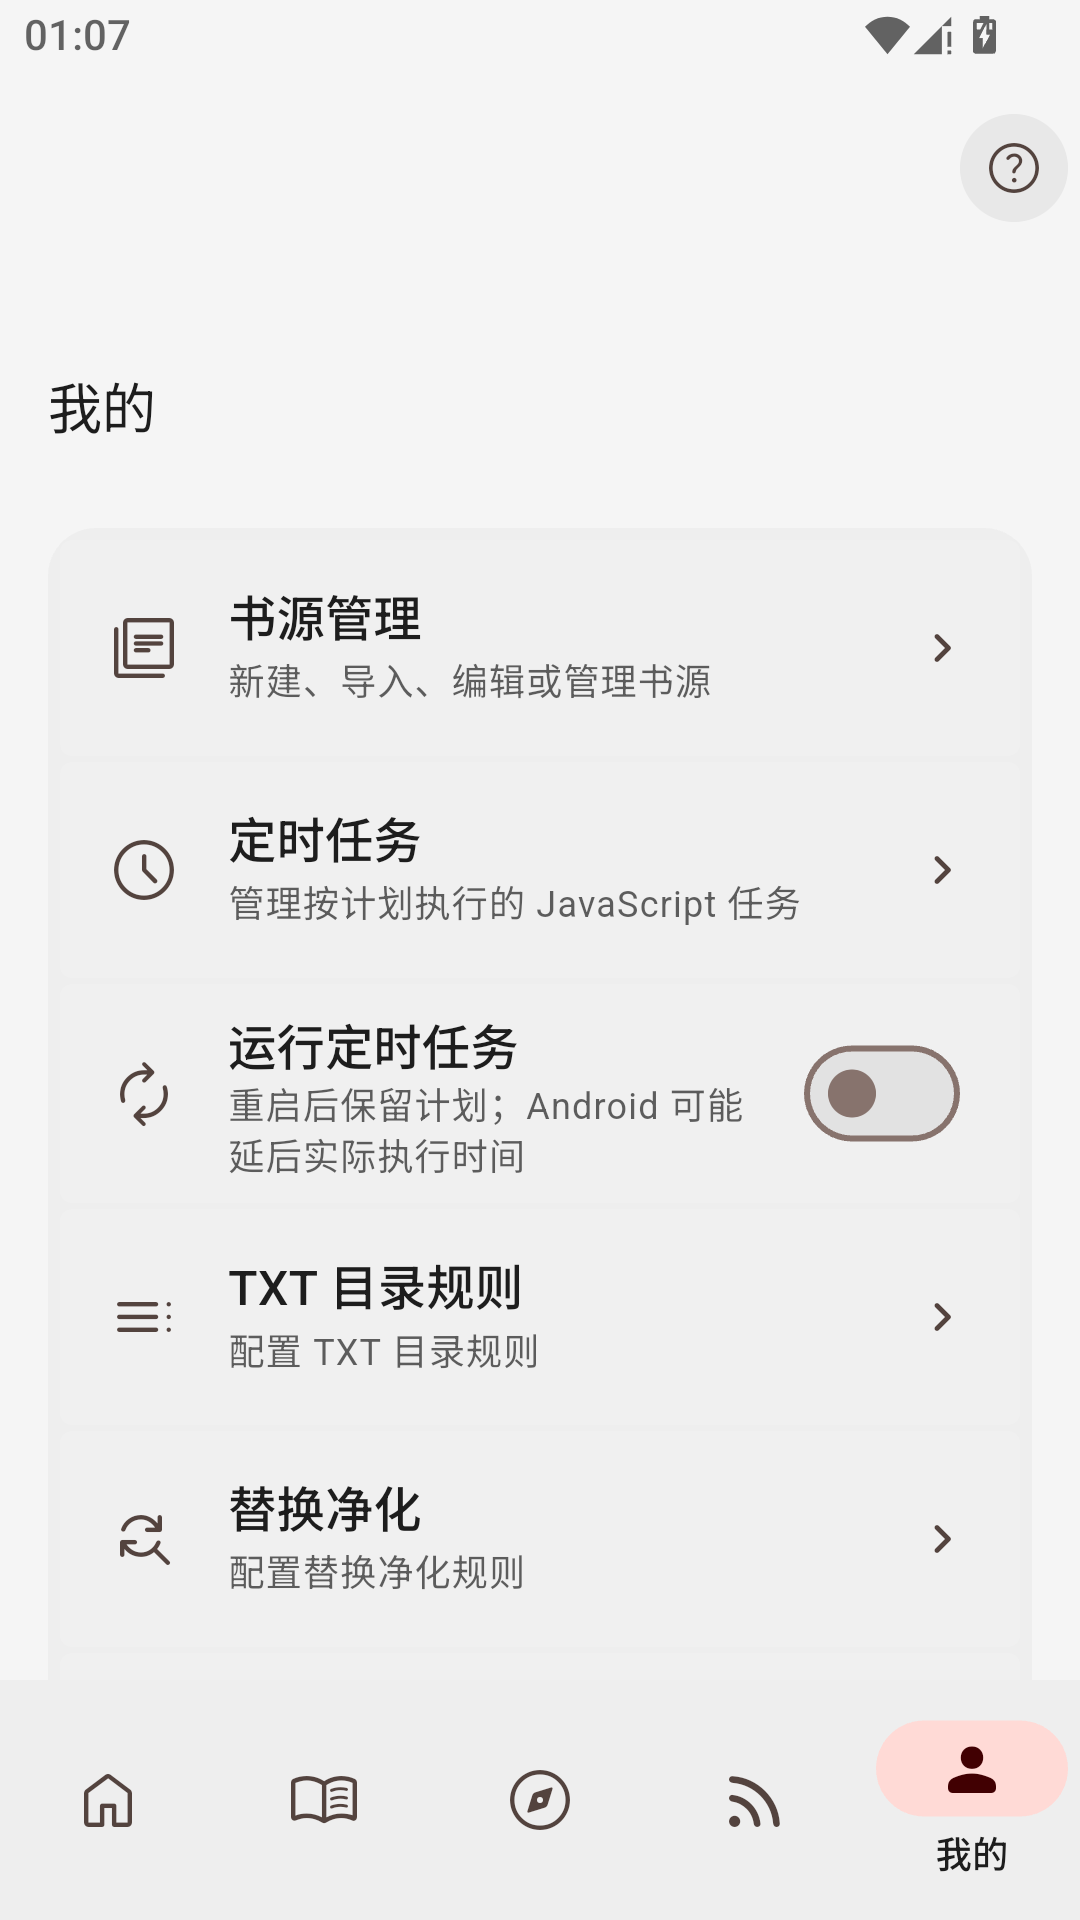 01:07
我的
书源管理
新建、导入、编辑或管理书源
定时任务
管理按计划执行的 JavaScript 任务
运行定时任务
重启后保留计划；Android 可能
延后实际执行时间
TXT 目录规则
配置 TXT 目录规则
替换净化
配置替换净化规则
我的